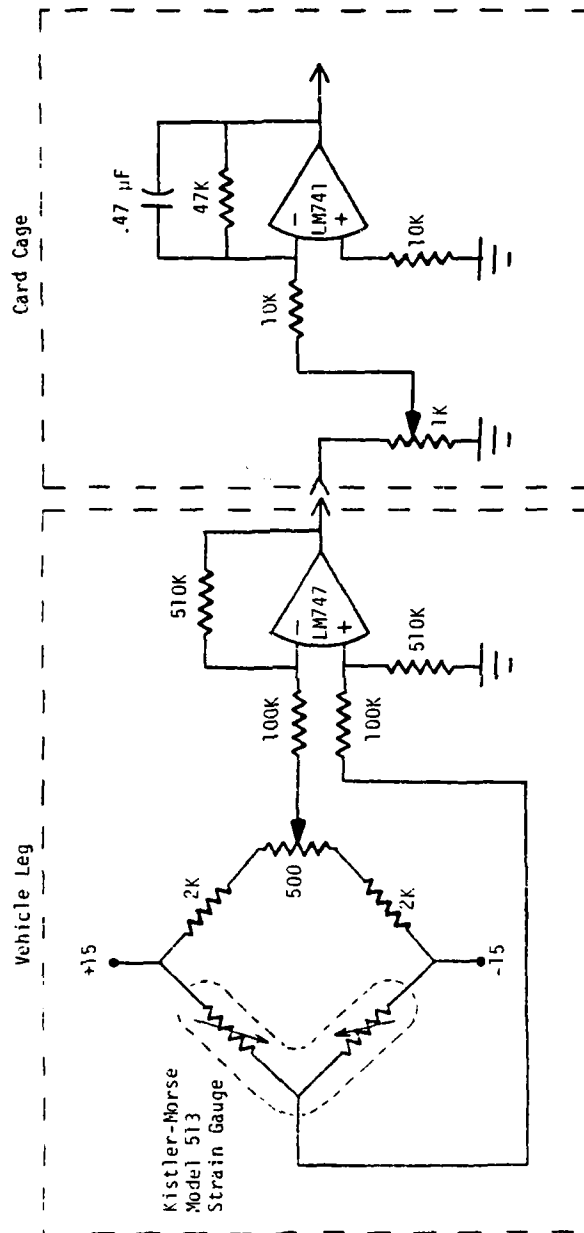 Vehicle Leg
Card Cage
+15
2K
500
2K
-15
Kistler-Morse
Model 513
Strain Gauge
100K
100K
510K
-
+
LM747
510K
1K
10K
.47 µF
47K
-
+
LM741
10K